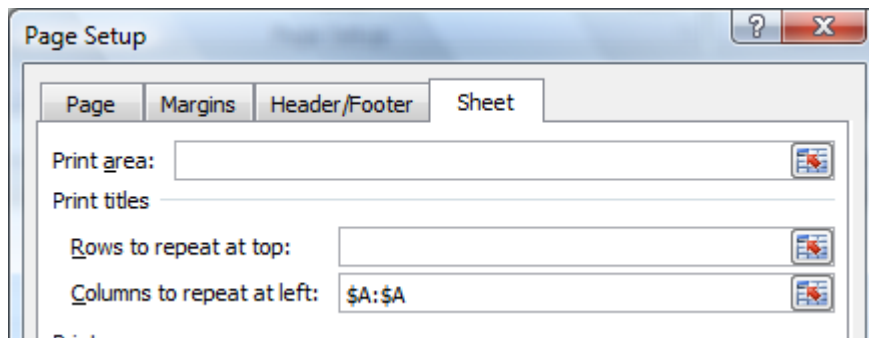 Page Setup
Page Margins Header/Footer Sheet
Print area:
Print titles
Rows to repeat at top:
Columns to repeat at left: $A:$A